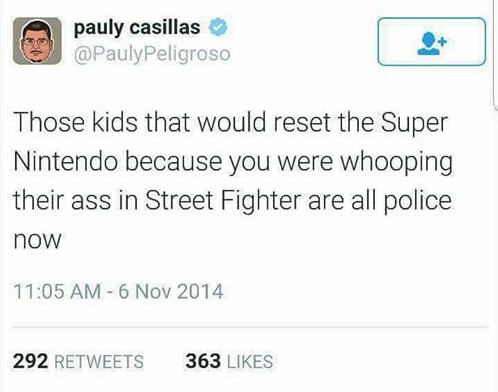 pauly casillas
@PaulyPeligroso
Those kids that would reset the Super
Nintendo because you were whooping
their ass in Street Fighter are all police
now
11:05 AM - 6 Nov 2014
292 RETWEETS 363 LIKES